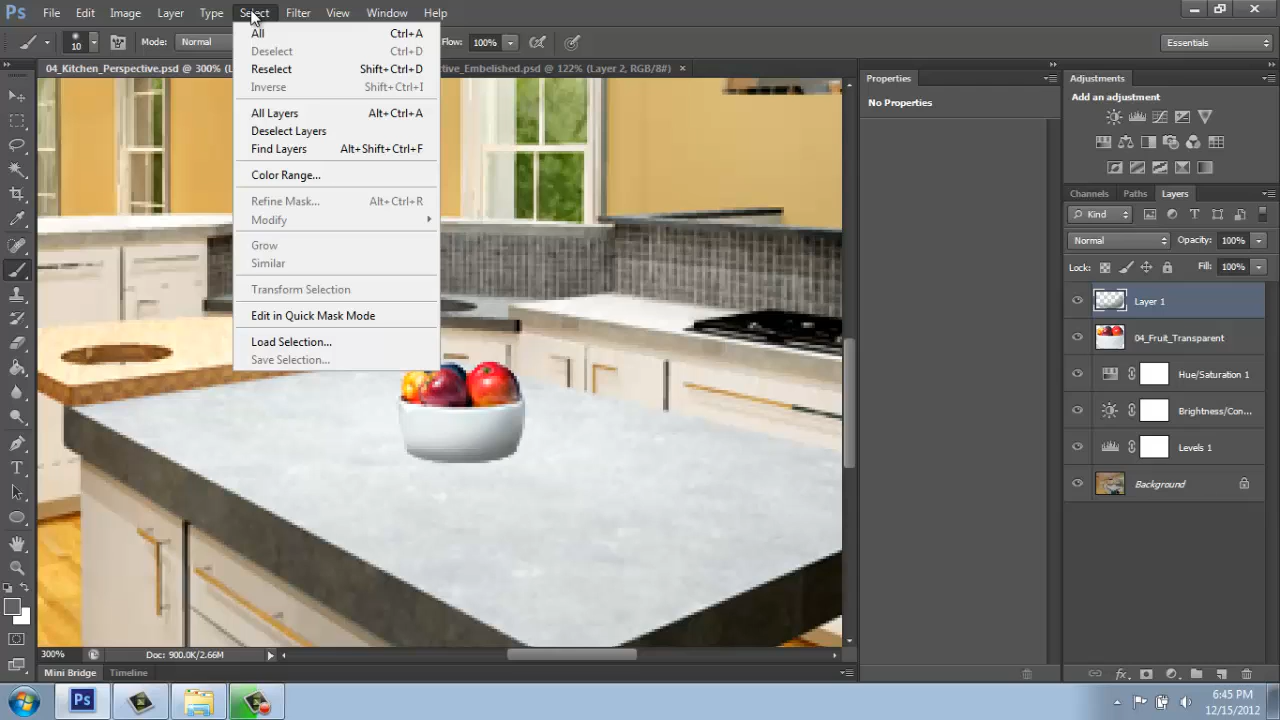 Ps File Edit Image Layer Type Select Filter View Window Help
10 Mode: Normal Flow: 100% Essentials
04_Kitchen_Perspective.psd @ 300% (L ctive_Embelished.psd @ 122% (Layer 2, RGB/8#) ×
All Ctrl+A
Deselect Ctrl+D
Reselect Shift+Ctrl+D
Inverse Shift+Ctrl+I
All Layers Alt+Ctrl+A
Deselect Layers
Find Layers Alt+Shift+Ctrl+F
Color Range...
Refine Mask... Alt+Ctrl+R
Modify
Grow
Similar
Transform Selection
Edit in Quick Mask Mode
Load Selection...
Save Selection...
Properties
No Properties
Adjustments
Add an adjustment
Channels Paths Layers
Kind
Normal Opacity: 100%
Lock: Fill: 100%
Layer 1
04_Fruit_Transparent
Hue/Saturation 1
Brightness/Con...
Levels 1
Background
300% Doc: 900.0K/2.66M
Mini Bridge Timeline
Ps
6:45 PM
12/15/2012